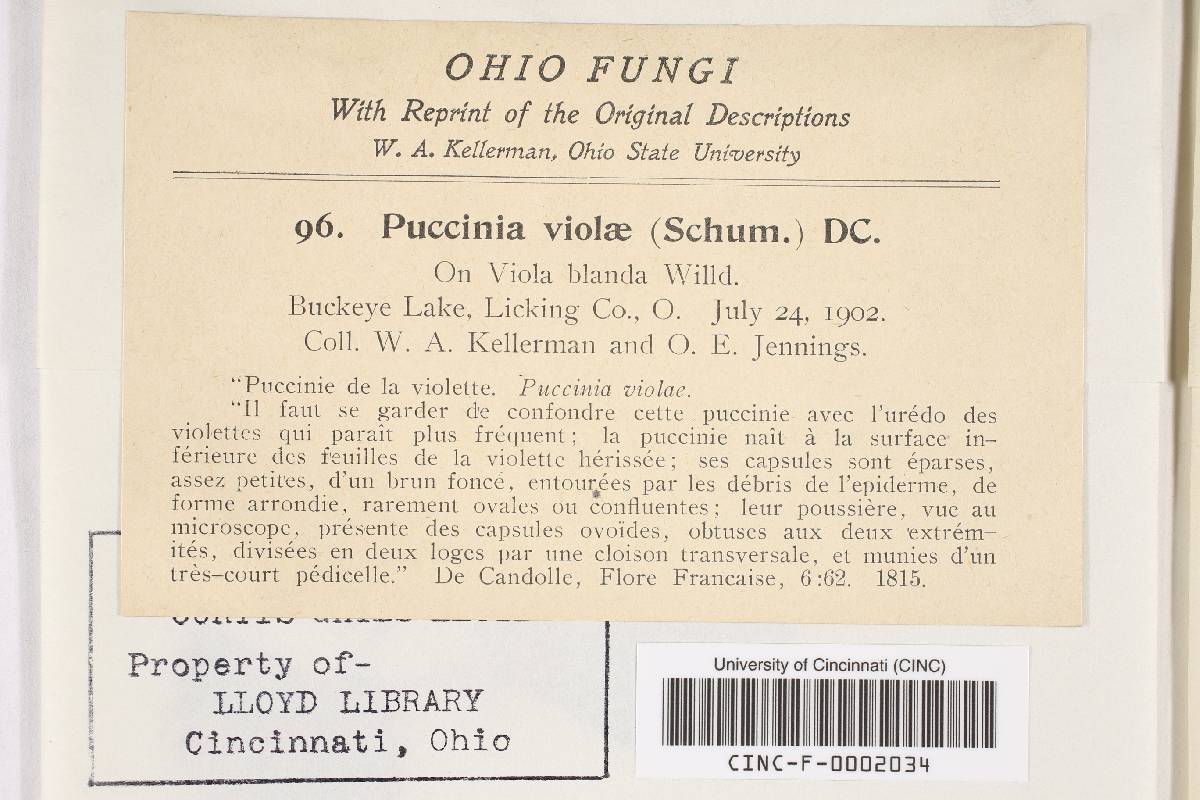 OHIO FUNGI
With Reprint of the Original Descriptions
W. A. Kellerman, Ohio State University
96. Puccinia violæ (Schum.) DC.
On Viola blanda Willd.
Buckeye Lake, Licking Co., O. July 24, 1902.
Coll. W. A. Kellerman and O. E. Jennings.
“Puccinie de la violette. Puccinia violae.
“Il faut se garder de confondre cette puccinie avec l’urédo des
violettes qui paraît plus fréquent; la puccinie naît à la surface in-
férieure des feuilles de la violette hérissée; ses capsules sont éparses,
assez petites, d’un brun foncé, entourées par les débris de l’epiderme, de
forme arrondie, rarement ovales ou confluentes; leur poussière, vue au
microscope, présente des capsules ovoïdes, obtuses aux deux extrém-
ités, divisées en deux loges par une cloison transversale, et munies d’un
très-court pédicelle.” De Candolle, Flore Francaise, 6:62. 1815.
Property of-
LLOYD LIBRARY
Cincinnati, Ohio
University of Cincinnati (CINC)
CINC-F-0002034